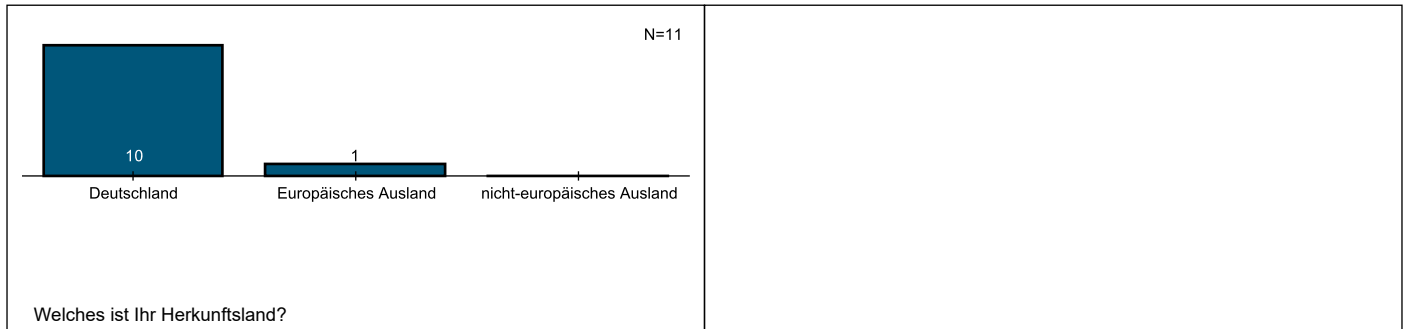 N=11
10 1
Deutschland Europäisches Ausland nicht-europäisches Ausland
Welches ist Ihr Herkunftsland?